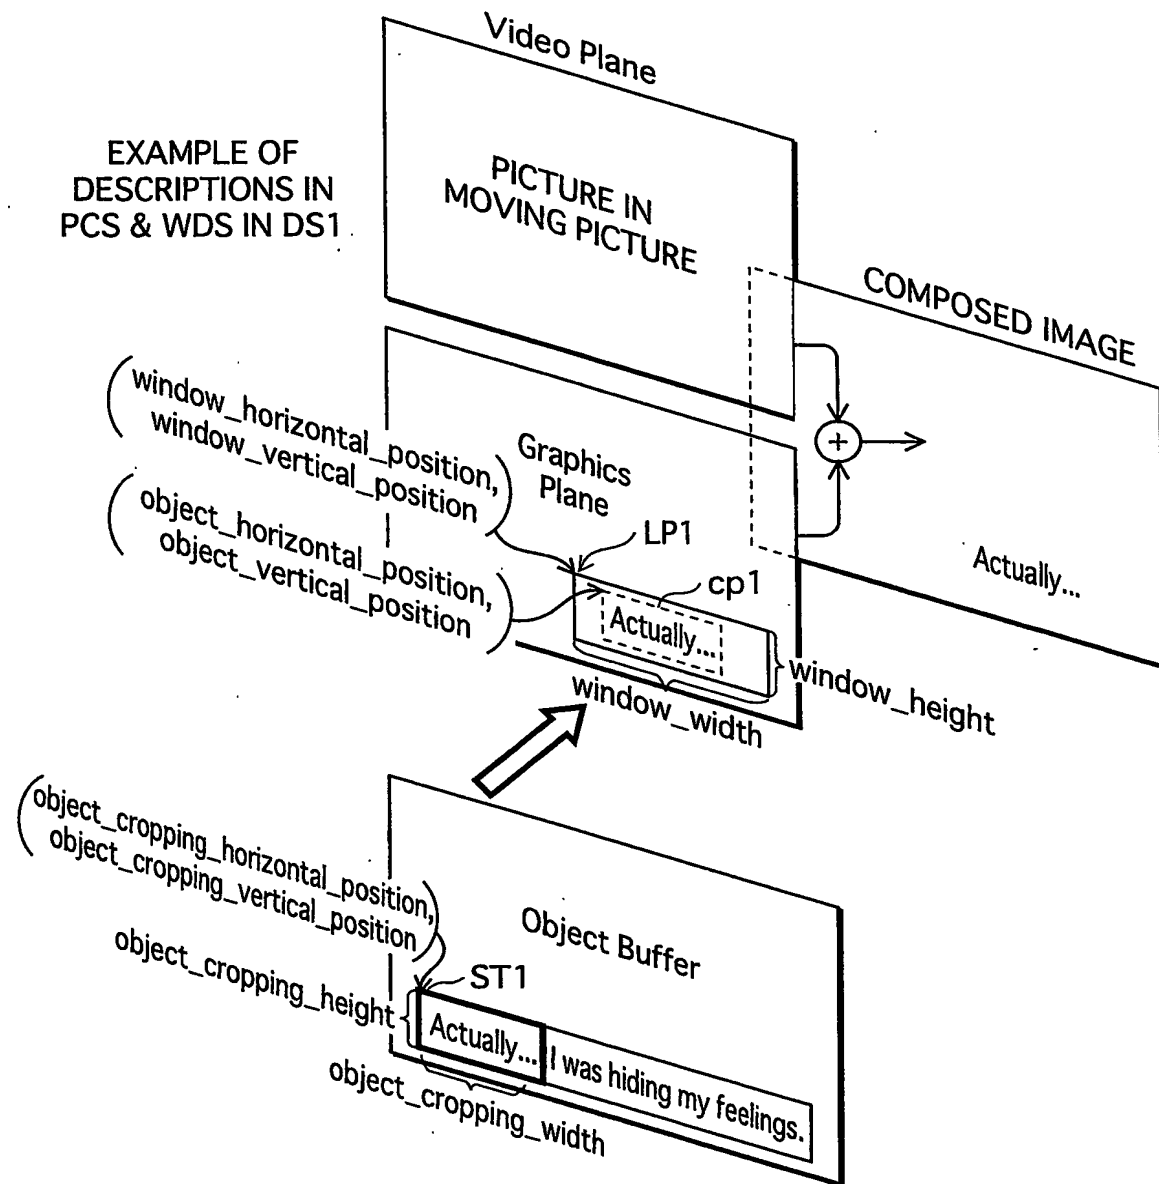 Video Plane
EXAMPLE OF
DESCRIPTIONS IN
PCS & WDS IN DS1
PICTURE IN
MOVING PICTURE
COMPOSED IMAGE
(window_horizontal_position,
window_vertical_position)
Graphics
Plane
(object_horizontal_position,
object_vertical_position)
LP1
cp1
Actually...
Actually...
+
window_height
window_width
(object_cropping_horizontal_position,
object_cropping_vertical_position)
Object Buffer
object_cropping_height
ST1
Actually... I was hiding my feelings.
object_cropping_width